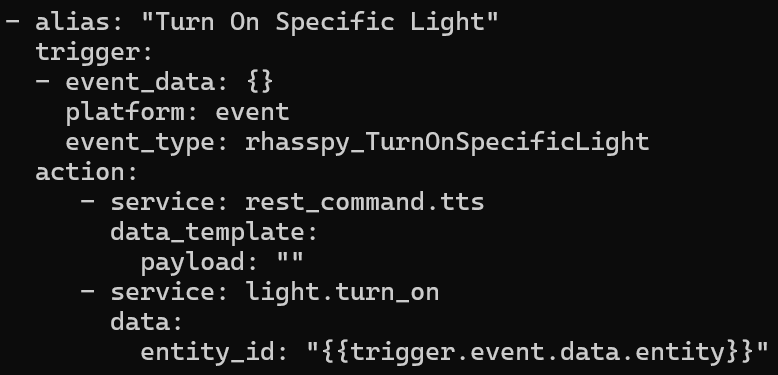 - alias: "Turn On Specific Light"
  trigger:
  - event_data: {}
    platform: event
    event_type: rhasspy_TurnOnSpecificLight
  action:
     - service: rest_command.tts
       data_template:
         payload: ""
     - service: light.turn_on
       data:
         entity_id: "{{trigger.event.data.entity}}"